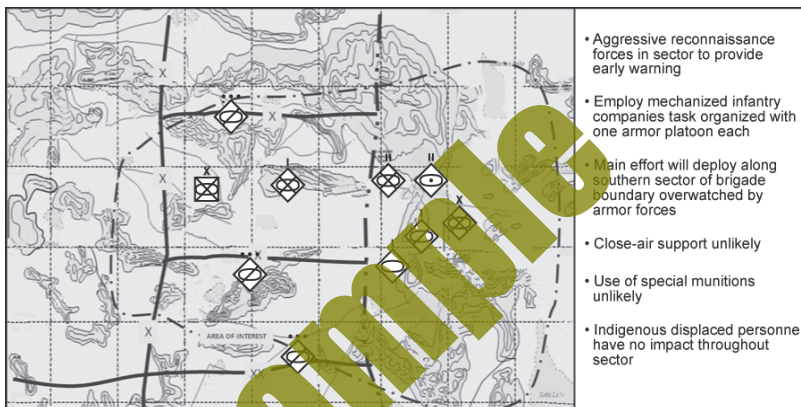 • Aggressive reconnaissance
forces in sector to provide
early warning
• Employ mechanized infantry
companies task organized with
one armor platoon each
• Main effort will deploy along
southern sector of brigade
boundary overwatched by
armor forces
• Close-air support unlikely
• Use of special munitions
unlikely
• Indigenous displaced personnel
have no impact throughout
sector
X
X
X
I
II
II
X
X
X
X
AREA OF INTEREST
XX